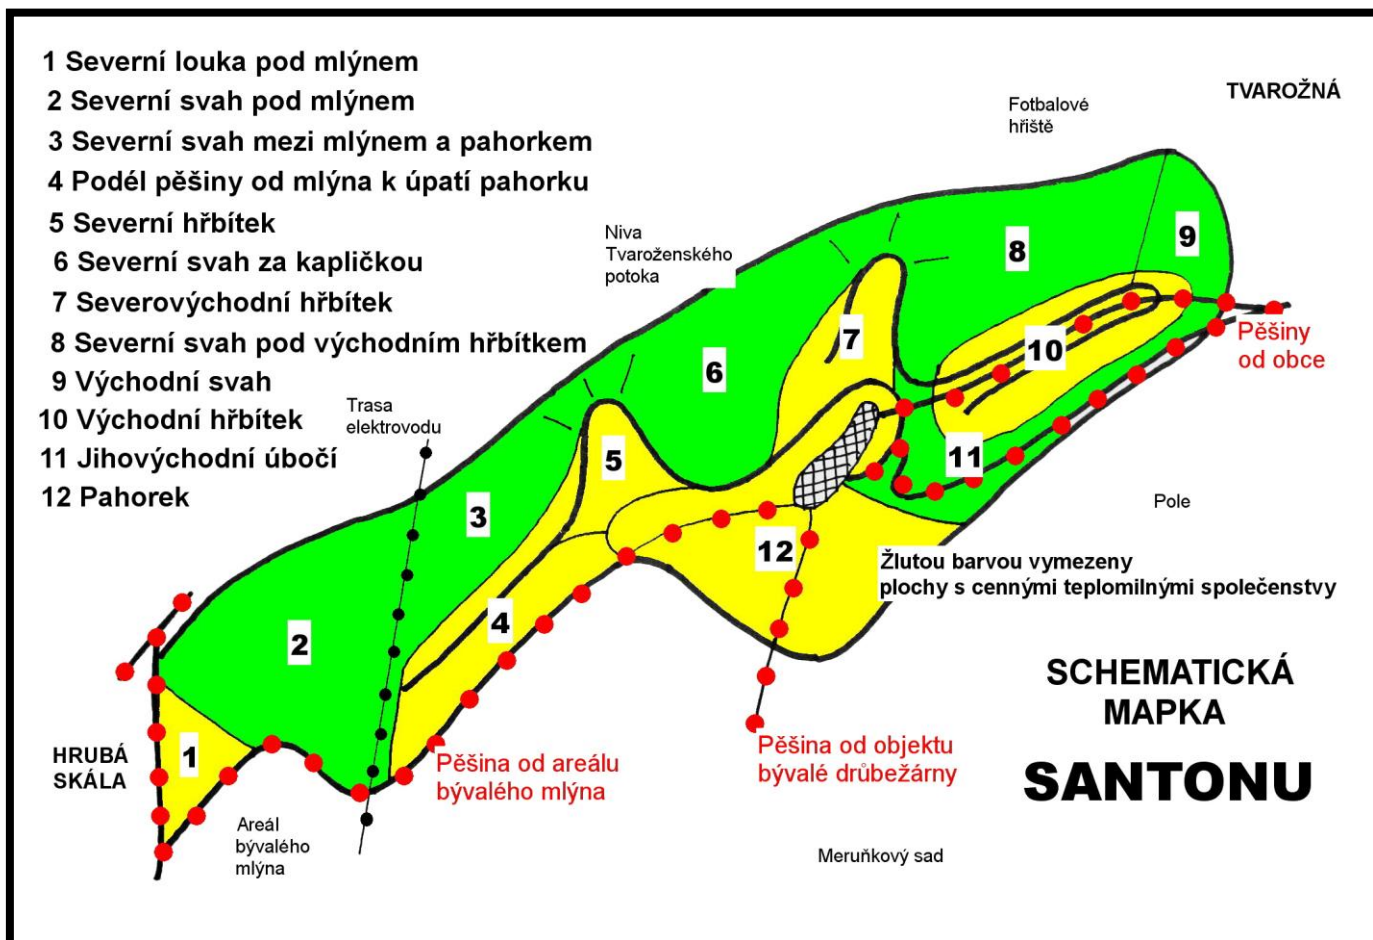 1 Severní louka pod mlýnem
2 Severní svah pod mlýnem
3 Severní svah mezi mlýnem a pahorkem
4 Podél pěšiny od mlýna k úpatí pahorku
5 Severní hřbítek
6 Severní svah za kapličkou
7 Severovýchodní hřbítek
8 Severní svah pod východním hřbítkem
9 Východní svah
10 Východní hřbítek
11 Jihovýchodní úbočí
12 Pahorek
TVAROŽNÁ
Fotbalové
hřiště
Niva
Tvaroženského
potoka
Trasa
elektrovodu
9
8
7
10
6
5
11
3
12
4
2
1
Pěšiny
od obce
Pole
Žlutou barvou vymezeny
plochy s cennými teplomilnými společenstvy
HRUBÁ
SKÁLA
Pěšina od areálu
bývalého mlýna
Pěšina od objektu
bývalé drůbežárny
Areál
bývalého
mlýna
Meruňkový sad
SCHEMATICKÁ
MAPKA
SANTONU